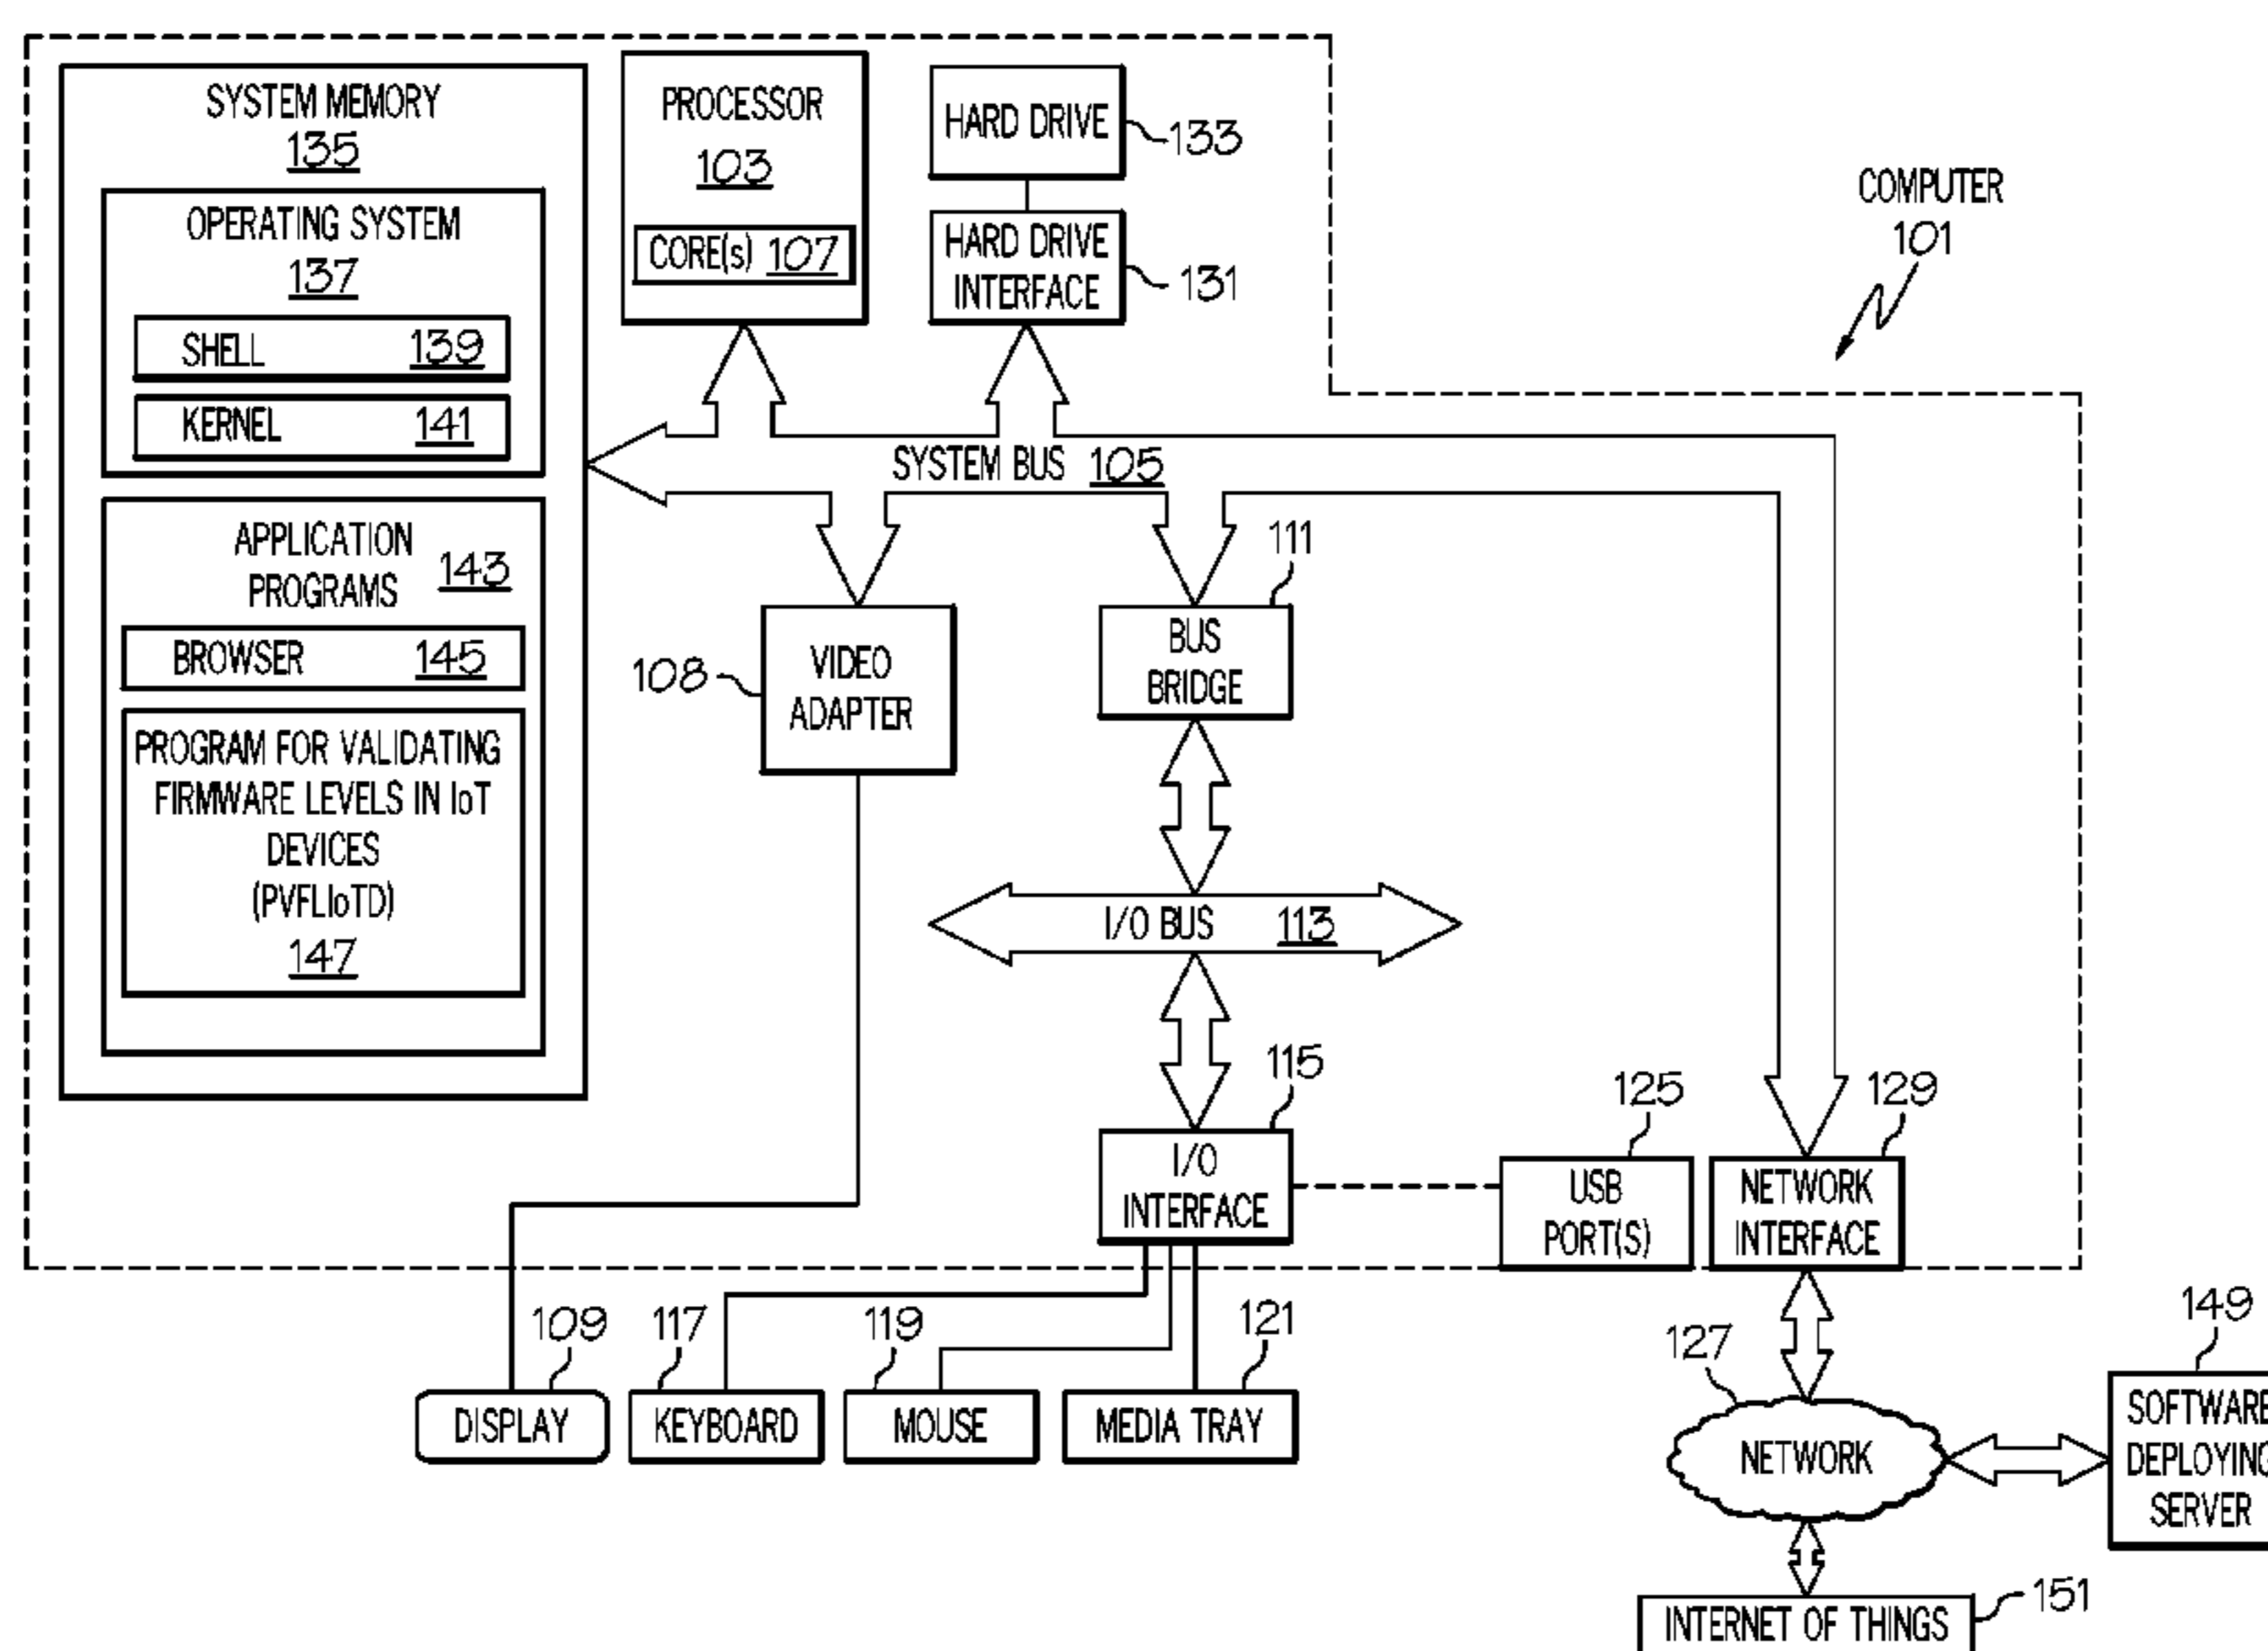 SYSTEM MEMORY
135
OPERATING SYSTEM
137
SHELL 139
KERNEL 141
APPLICATION
PROGRAMS 143
BROWSER 145
PROGRAM FOR VALIDATING
FIRMWARE LEVELS IN IoT
DEVICES
(PVFLIoTD)
147
PROCESSOR
103
CORE(s) 107
HARD DRIVE
133
HARD DRIVE
INTERFACE
131
COMPUTER
101
SYSTEM BUS 105
108
VIDEO
ADAPTER
111
BUS
BRIDGE
I/O BUS 113
115
I/O
INTERFACE
125
USB
PORT(S)
129
NETWORK
INTERFACE
109
DISPLAY
117
KEYBOARD
119
MOUSE
121
MEDIA TRAY
127
NETWORK
149
SOFTWARE
DEPLOYING
SERVER
INTERNET OF THINGS
151